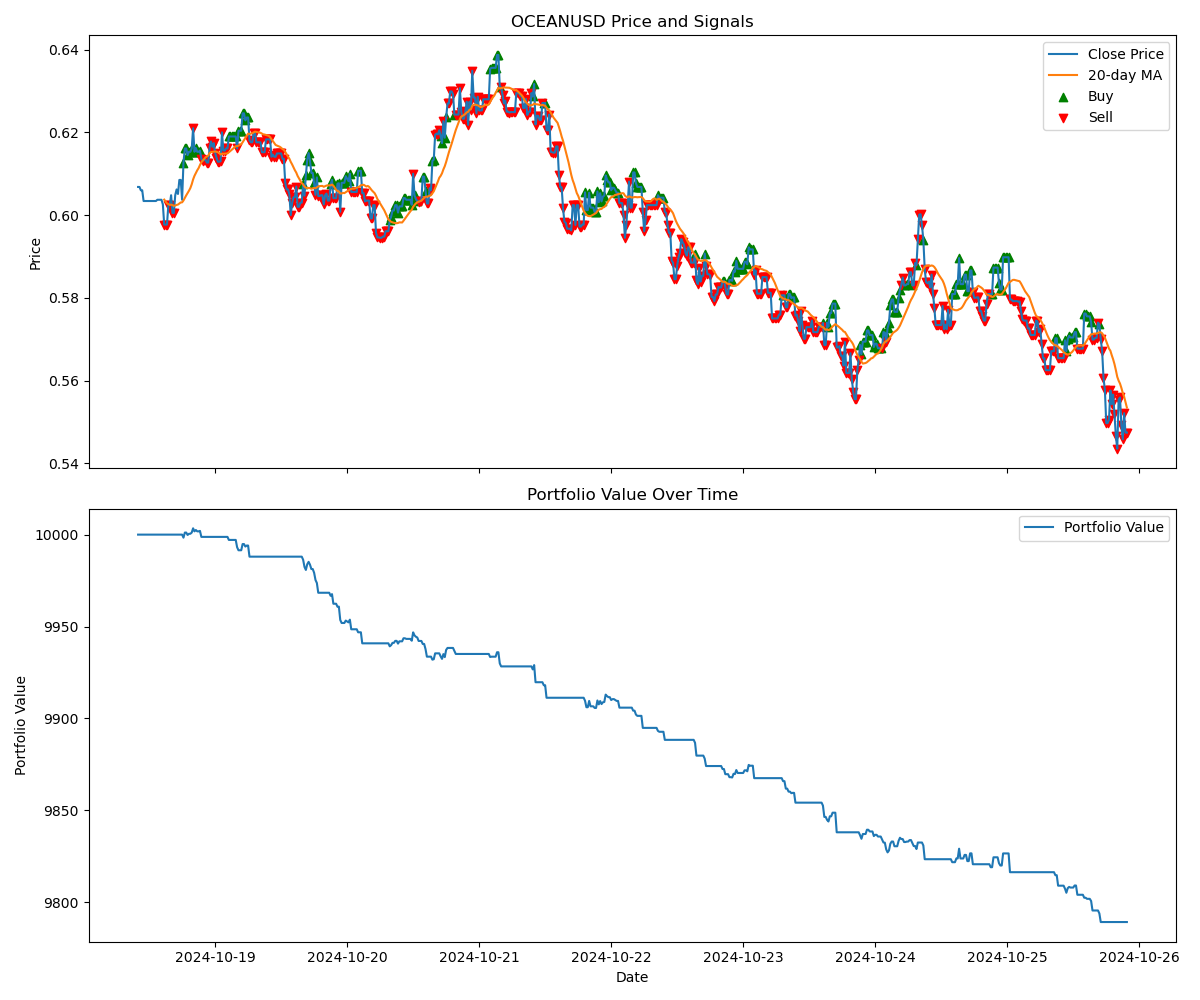 OCEANUSD Price and Signals
0.64
0.62
0.60
0.58
0.56
0.54
Price
Close Price
20-day MA
Buy
Sell
Portfolio Value Over Time
10000
9950
9900
9850
9800
Portfolio Value
Portfolio Value
2024-10-19
2024-10-20
2024-10-21
2024-10-22
2024-10-23
2024-10-24
2024-10-25
2024-10-26
Date